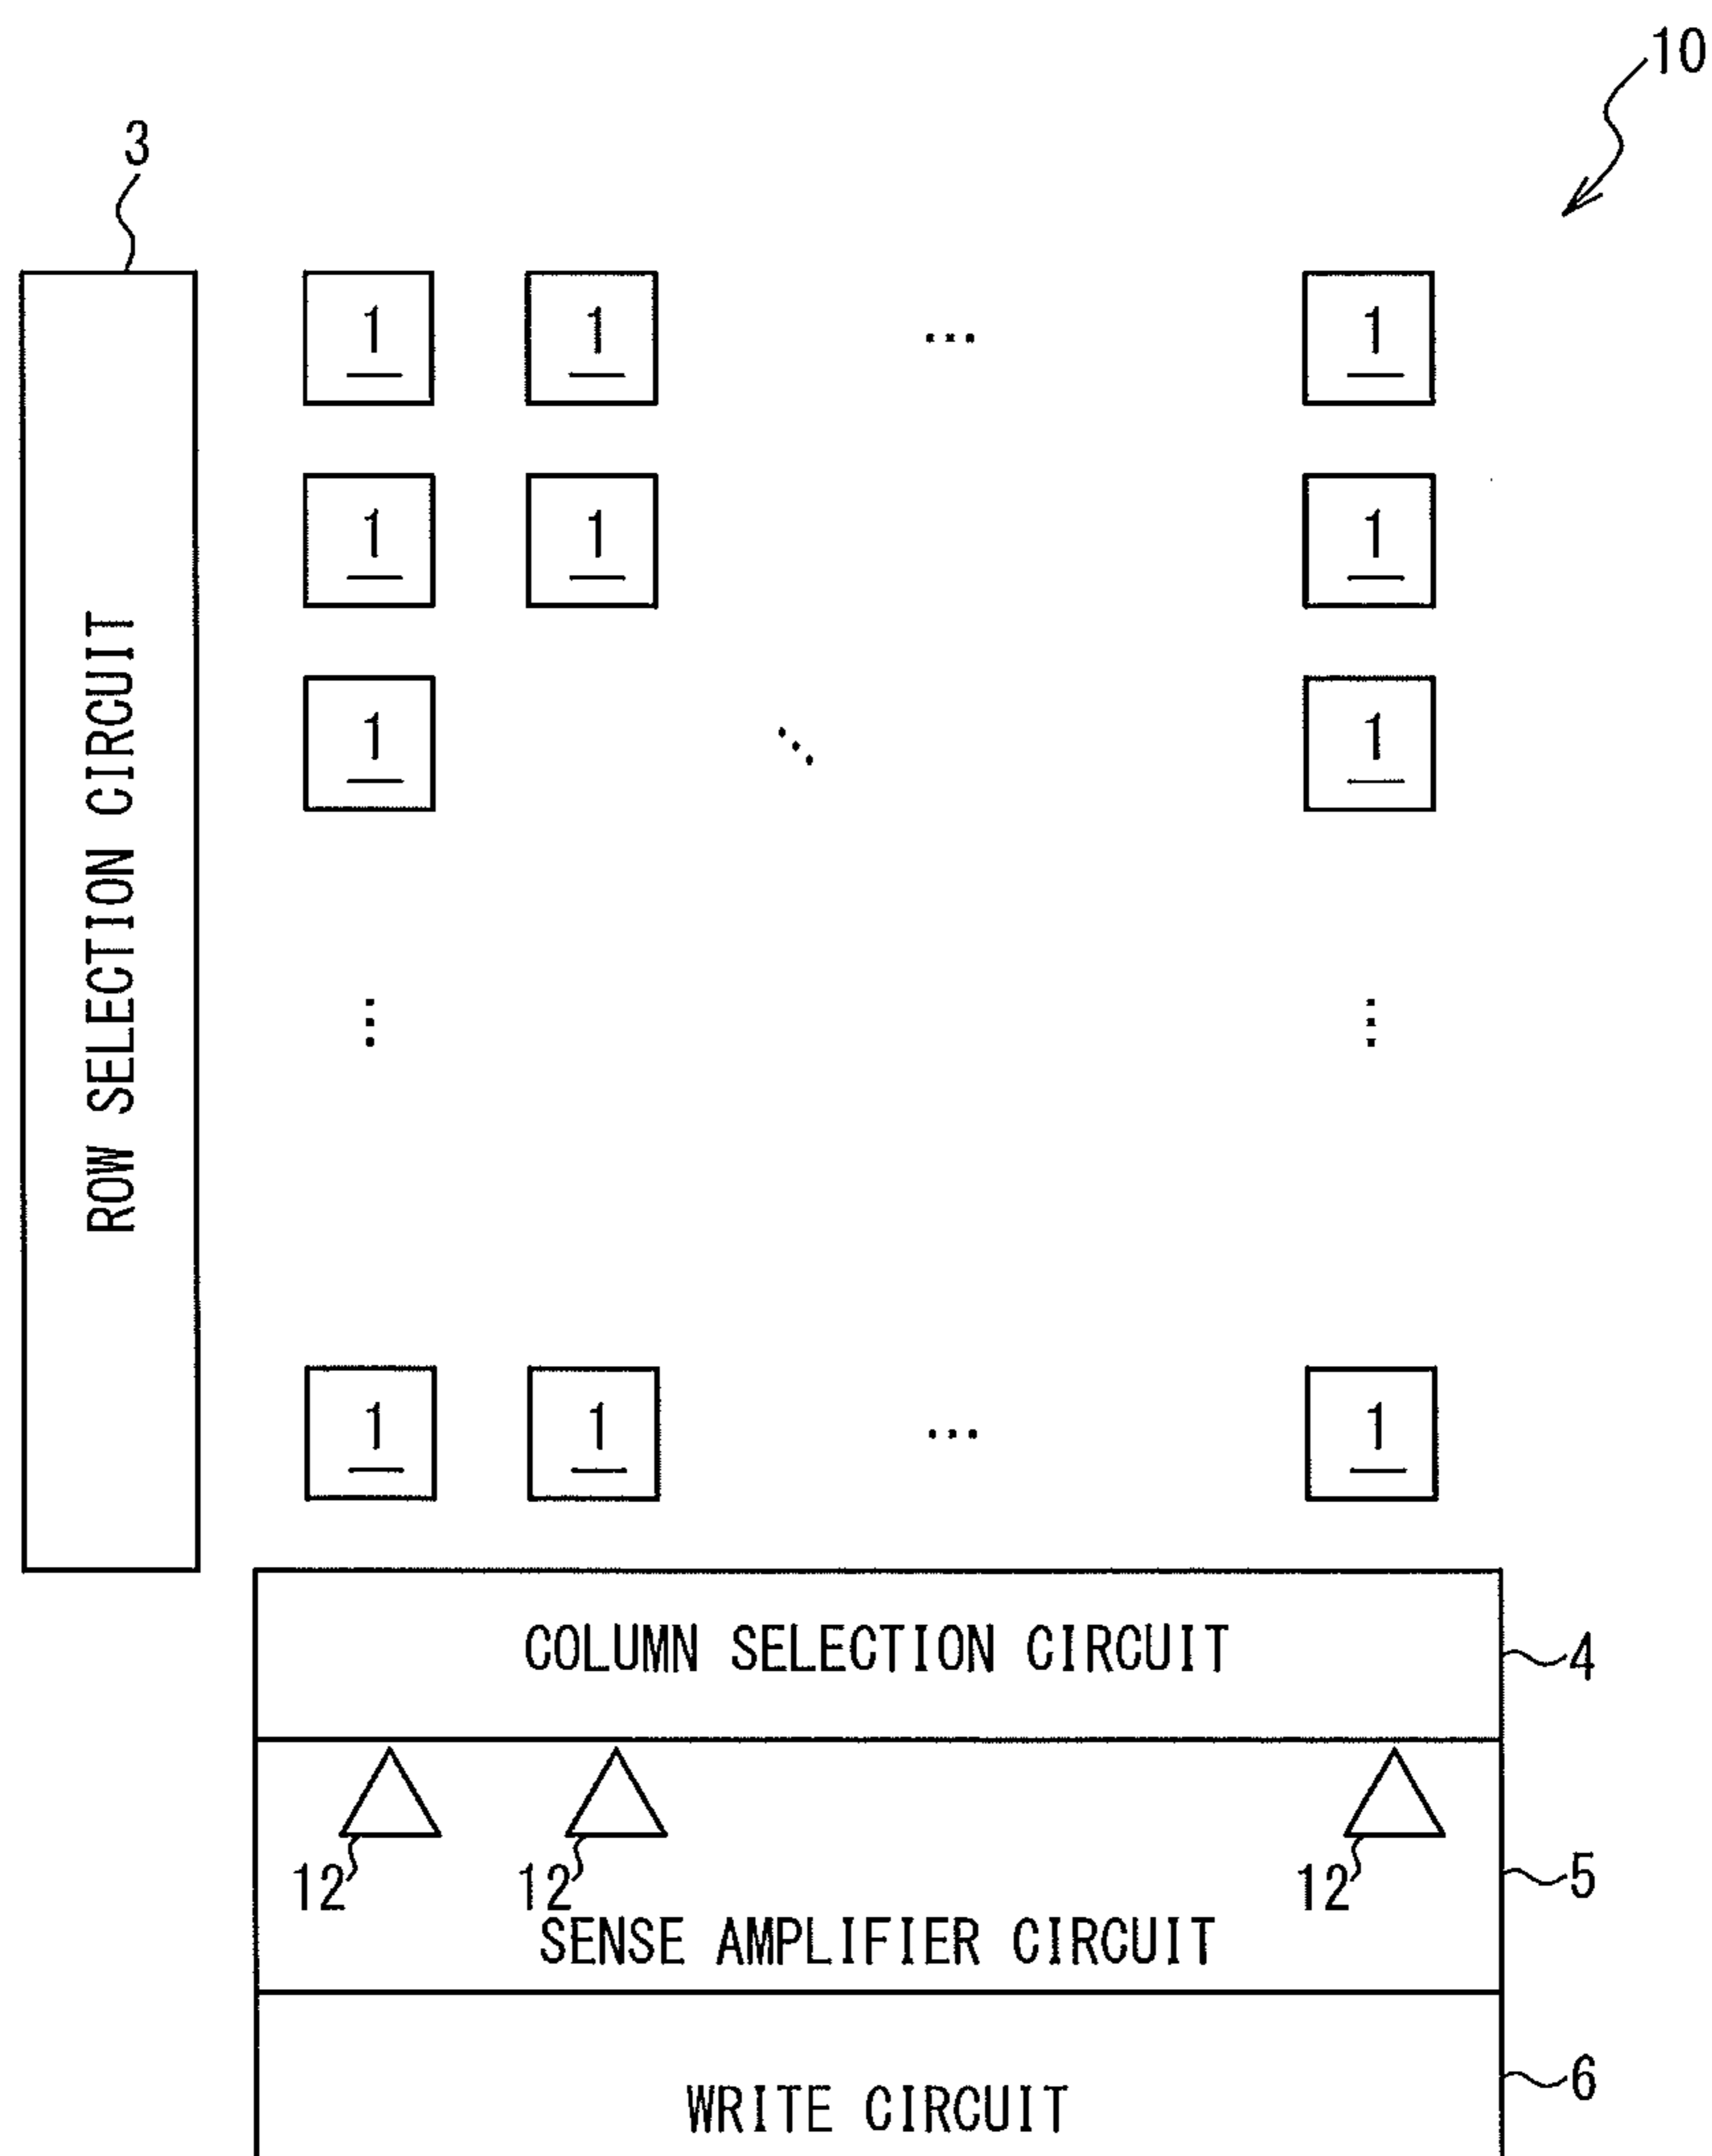 10
3
1 1 ... 1
1 1 1
1 1
ROW SELECTION CIRCUIT
1 1 ... 1
COLUMN SELECTION CIRCUIT
4
12 12 12
5
SENSE AMPLIFIER CIRCUIT
6
WRITE CIRCUIT